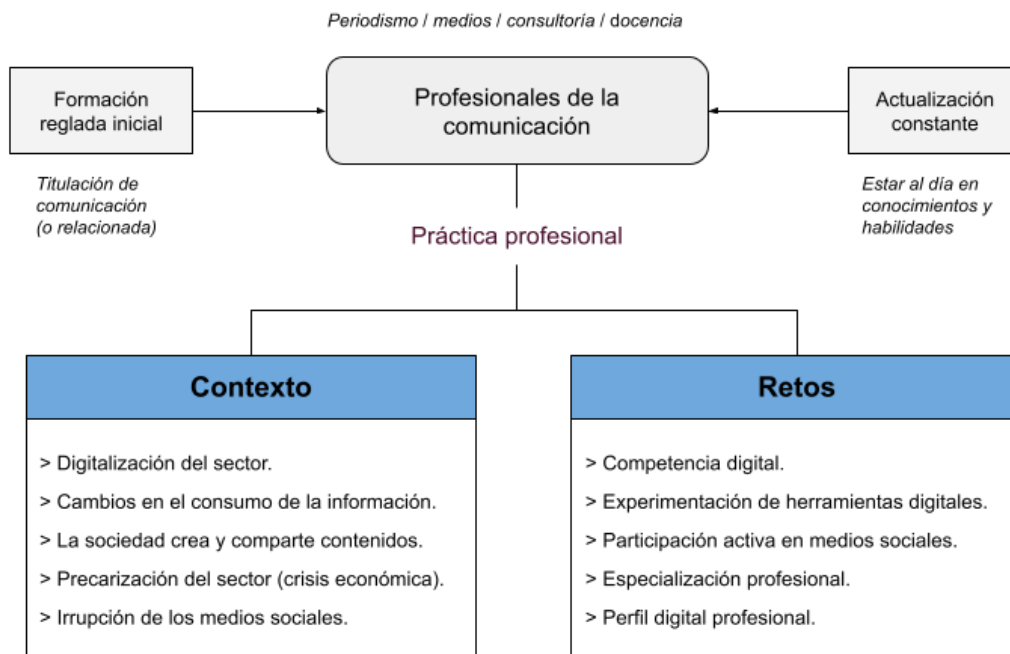 Periodismo / medios / consultoría / docencia
Formación
reglada inicial
Profesionales de la
comunicación
Actualización
constante
Titulación de
comunicación
(o relacionada)
Estar al día en
conocimientos y
habilidades
Práctica profesional
Contexto
> Digitalización del sector.
> Cambios en el consumo de la información.
> La sociedad crea y comparte contenidos.
> Precarización del sector (crisis económica).
> Irrupción de los medios sociales.
Retos
> Competencia digital.
> Experimentación de herramientas digitales.
> Participación activa en medios sociales.
> Especialización profesional.
> Perfil digital profesional.